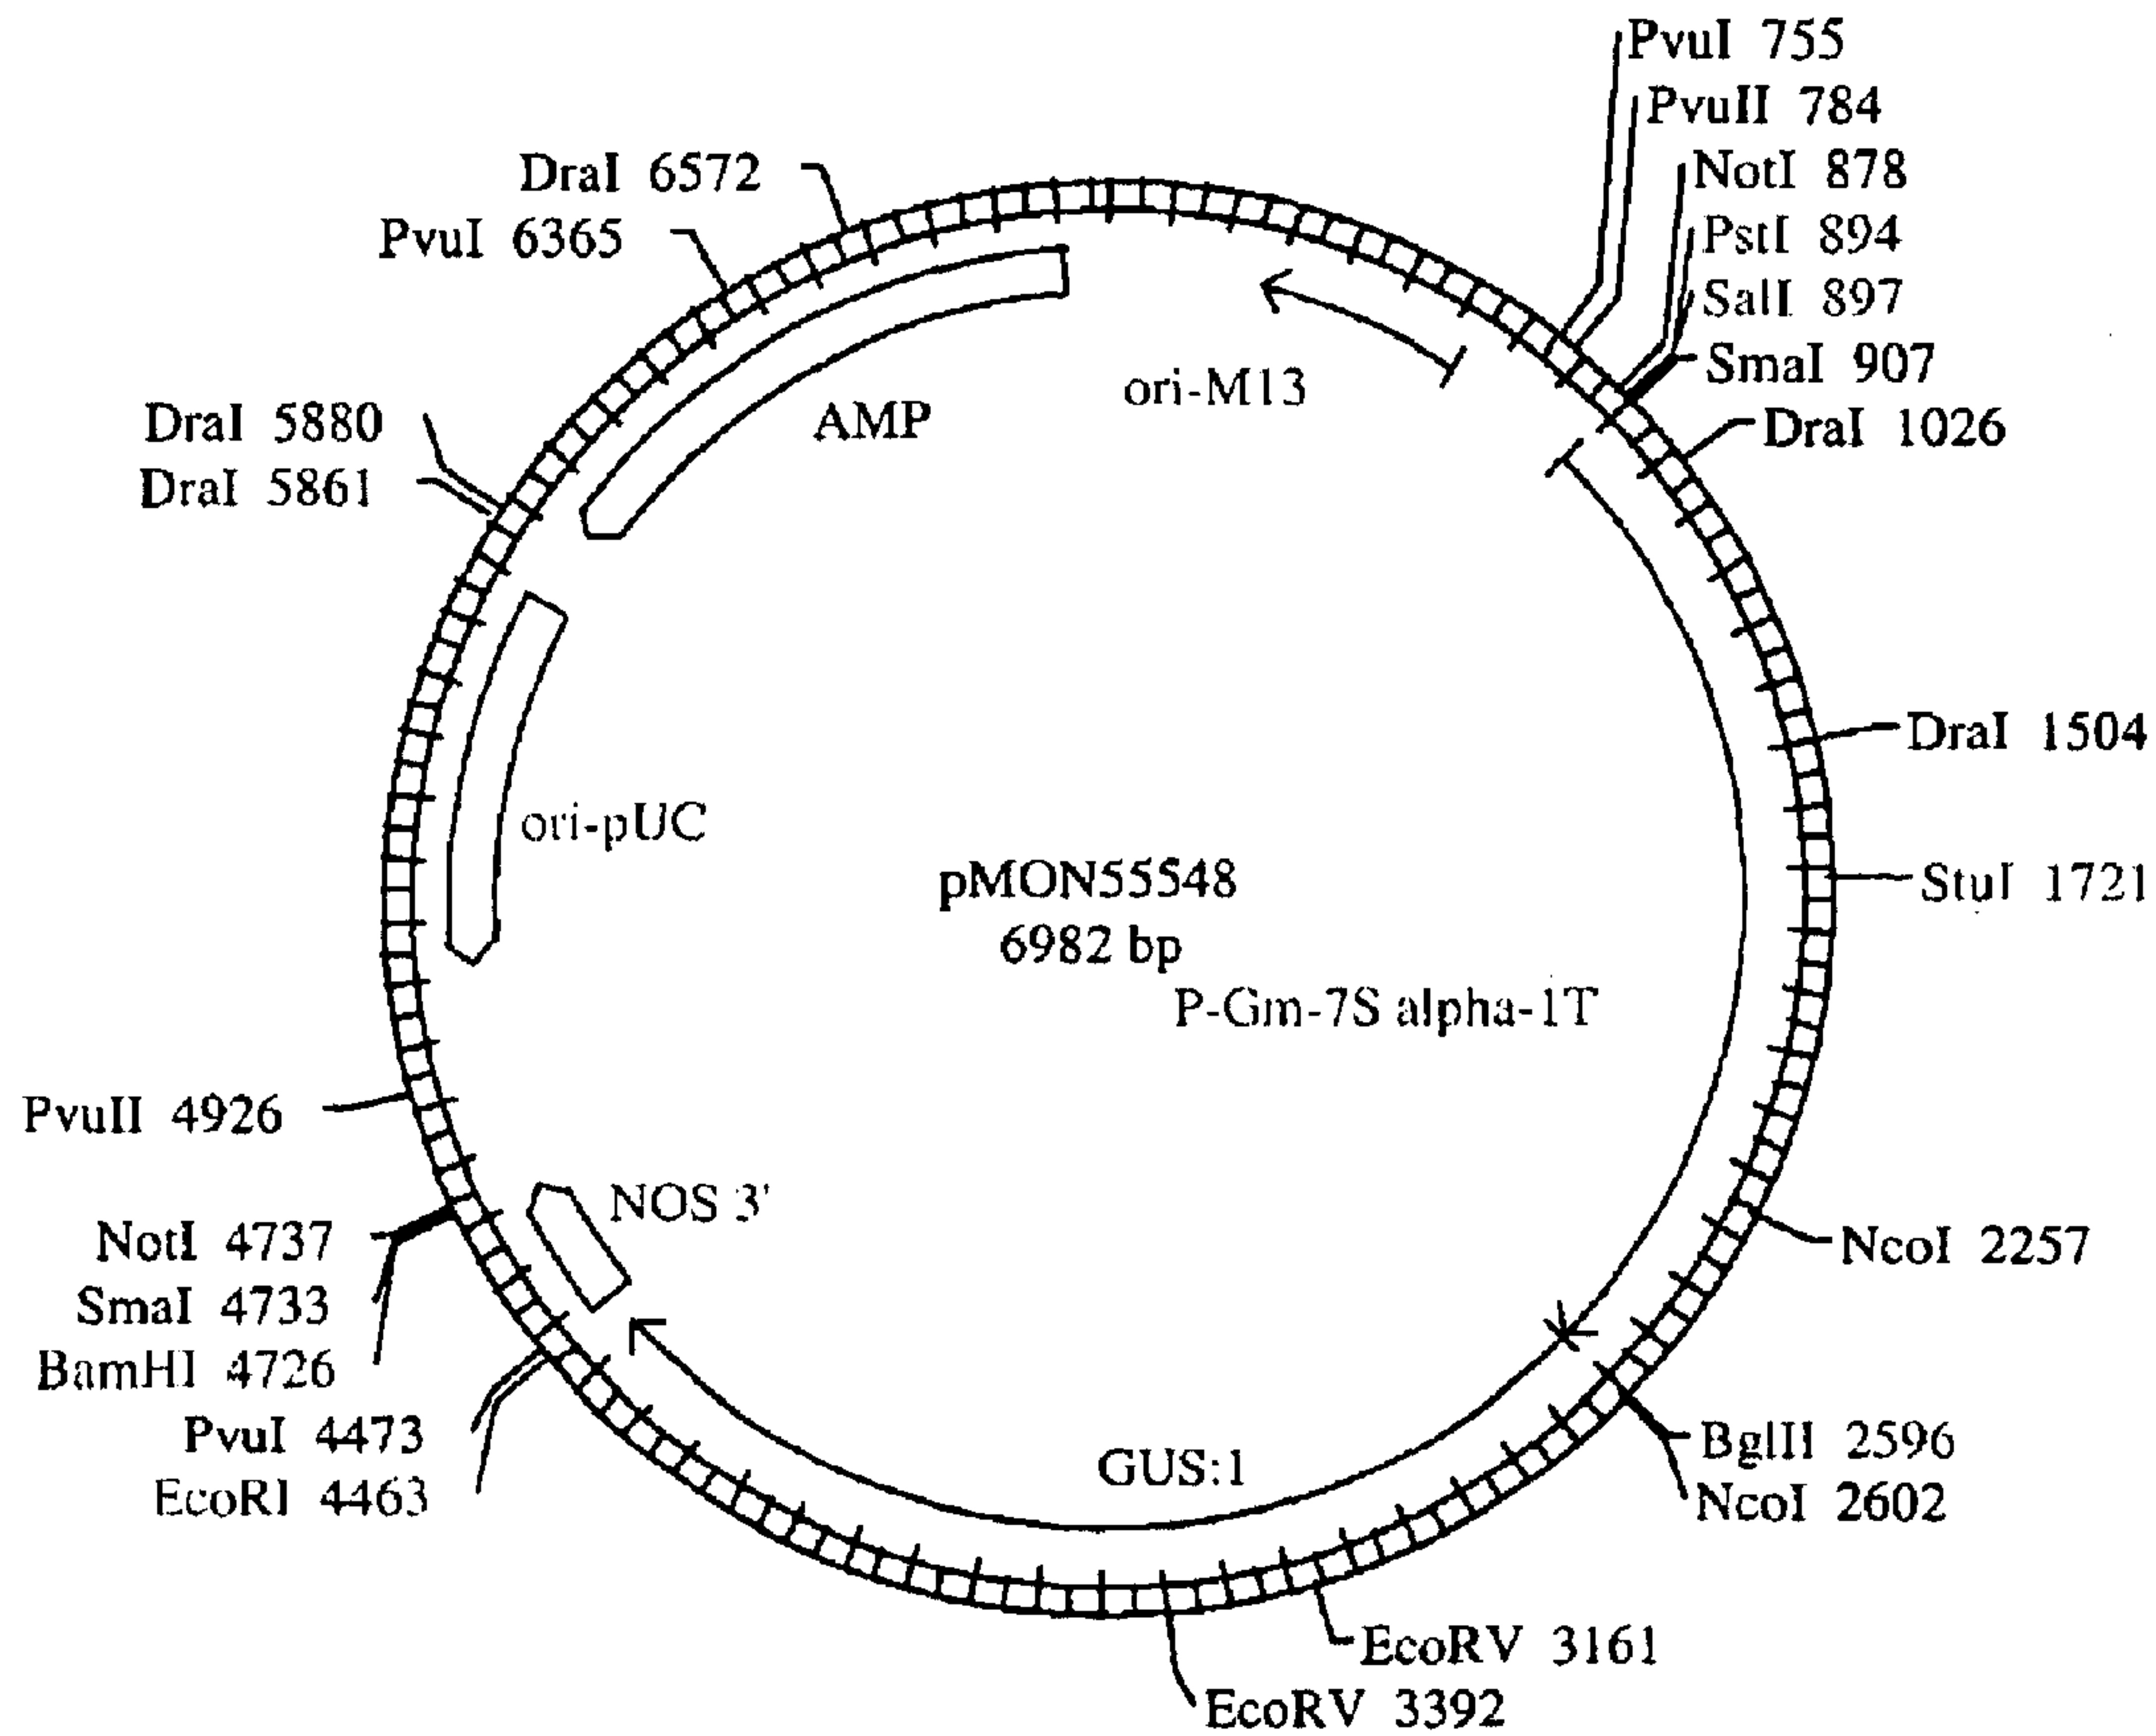 PvuI 755
PvuII 784
NotI 878
PstI 894
SalI 897
SmaI 907
DraI 1026
DraI 1504
StuI 1721
NcoI 2257
BglII 2596
NcoI 2602
EcoRV 3161
EcoRV 3392
EcoRI 4463
PvuI 4473
BamHI 4726
SmaI 4733
NotI 4737
PvuII 4926
DraI 5861
DraI 5880
PvuI 6365
DraI 6572
AMP
ori-M13
ori-pUC
pMON55548
6982 bp
P-Gm-7S alpha-1T
NOS 3'
GUS:1